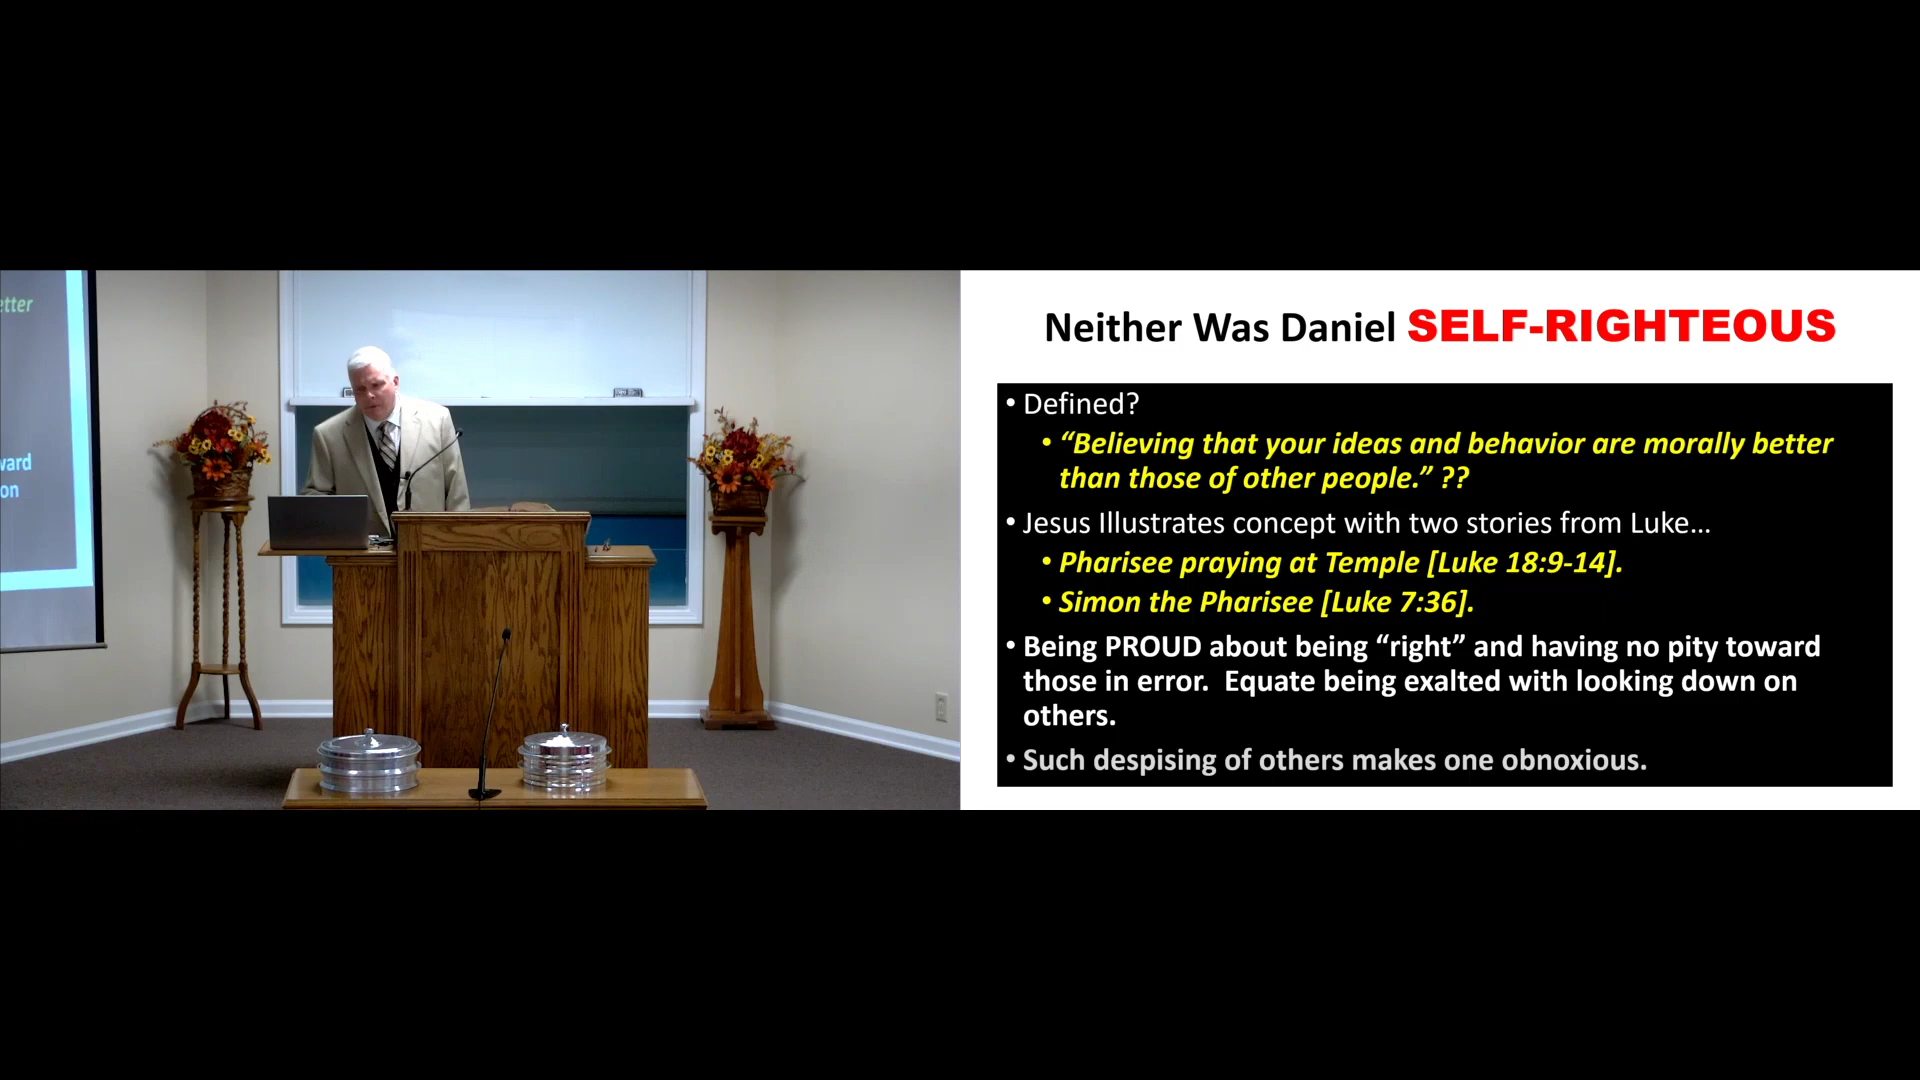 etter
ward
on
Neither Was Daniel SELF-RIGHTEOUS
• Defined?
• “Believing that your ideas and behavior are morally better
than those of other people.” ??
• Jesus Illustrates concept with two stories from Luke…
• Pharisee praying at Temple [Luke 18:9-14].
• Simon the Pharisee [Luke 7:36].
• Being PROUD about being “right” and having no pity toward
those in error.  Equate being exalted with looking down on
others.
• Such despising of others makes one obnoxious.